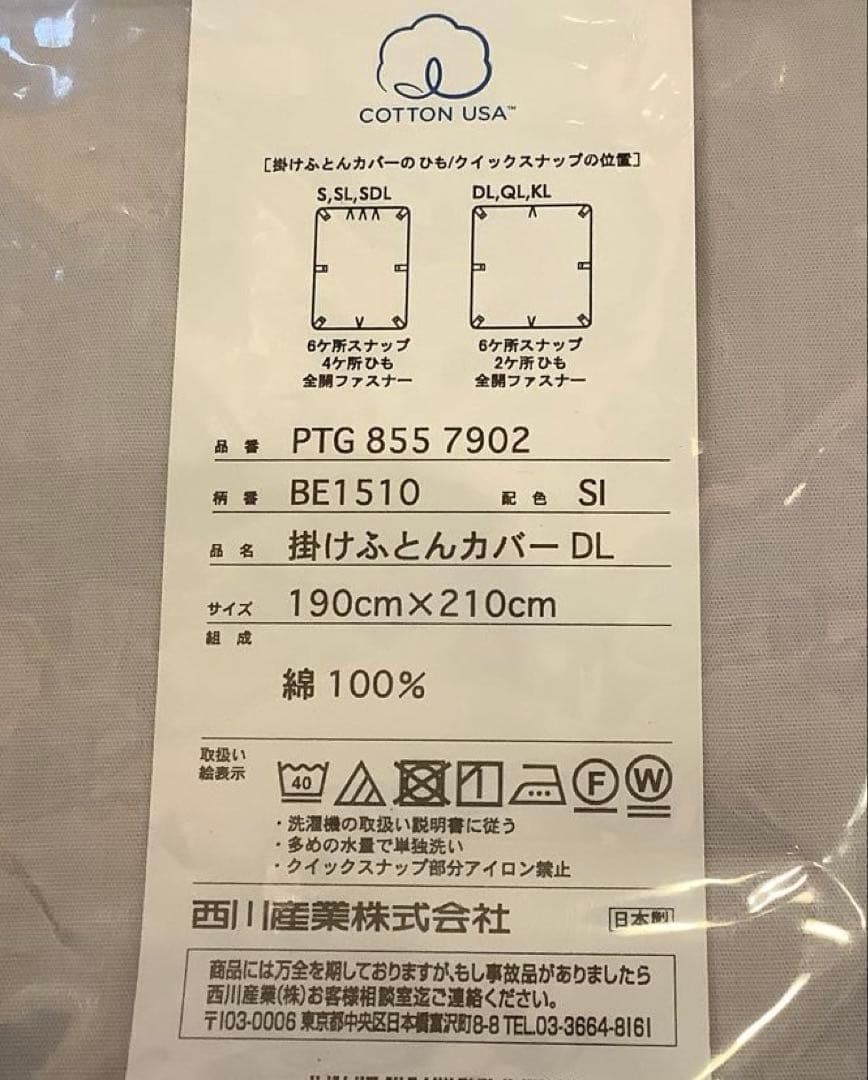 COTTON USA™
[掛けふとんカバーの ひも/クイックスナップの位置]
S,SL,SDL
DL,QL,KL
6ケ所スナップ
4ケ所ひも
全開ファスナー
6ケ所スナップ
2ケ所ひも
全開ファスナー
品番 PTG 855 7902
柄番 BE1510 配色 SI
品名 掛けふとんカバー DL
サイズ 190cm×210cm
組成
綿 100%
取扱い
絵表示
40 F W
・洗濯機の取扱い説明書に従う
・多めの水量で単独洗い
・クイックスナップ部分アイロン禁止
西川産業株式会社 日本製
商品には万全を期しておりますが、もし事故品がありましたら
西川産業(株)お客様相談室迄ご連絡ください。
〒103-0006 東京都中央区日本橋富沢町8-8 TEL.03-3664-8161